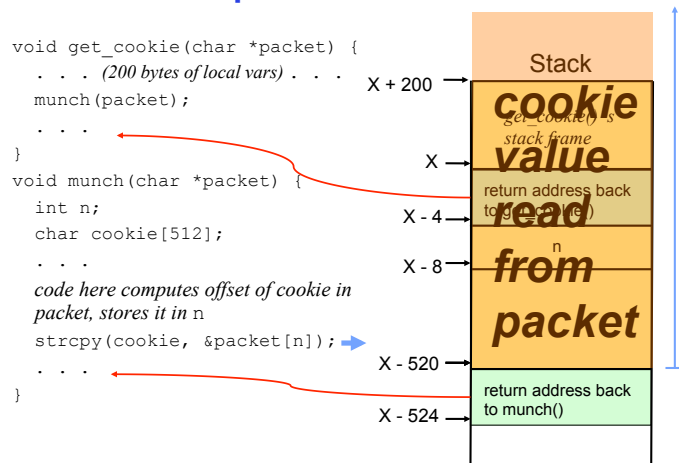 void get_cookie(char *packet) {
. . . (200 bytes of local vars) . . .
munch(packet);
. . .
}
void munch(char *packet) {
int n;
char cookie[512];
. . .
code here computes offset of cookie in
packet, stores it in n
strcpy(cookie, &packet[n]);
. . .
}
X + 200
X
X - 4
X - 8
X - 520
X - 524
Stack
get_cookie()'s
stack frame
return address back
to get_cookie()
n
cookie
value
read
from
packet
return address back
to munch()